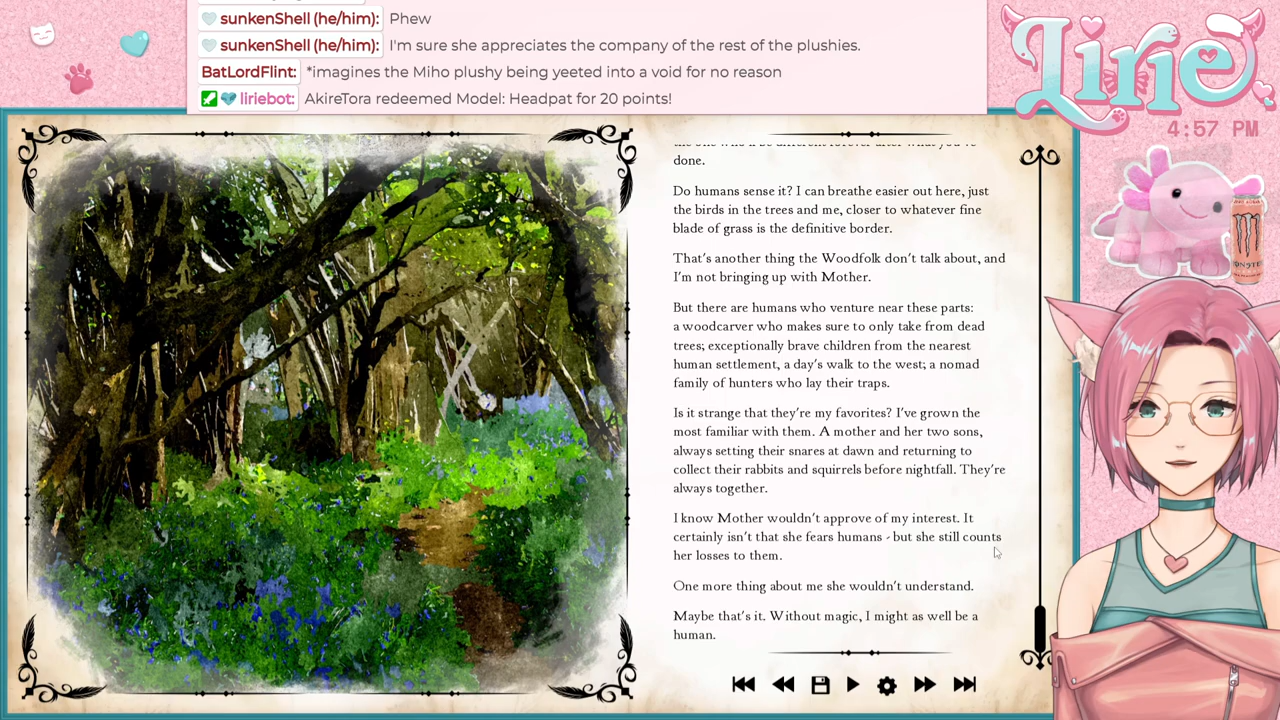 sunkenShell (he/him): Phew
sunkenShell (he/him): I'm sure she appreciates the company of the rest of the plushies.
BatLordFlint: *imagines the Miho plushy being yeeted into a void for no reason
liriebot: AkireTora redeemed Model: Headpat for 20 points!
Lirie
4:57 PM
done.
Do humans sense it? I can breathe easier out here, just
the birds in the trees and me, closer to whatever fine
blade of grass is the definitive border.
That's another thing the Woodfolk don't talk about, and
I'm not bringing up with Mother.
But there are humans who venture near these parts:
a woodcarver who makes sure to only take from dead
trees; exceptionally brave children from the nearest
human settlement, a day's walk to the west; a nomad
family of hunters who lay their traps.
Is it strange that they're my favorites? I've grown the
most familiar with them. A mother and her two sons,
always setting their snares at dawn and returning to
collect their rabbits and squirrels before nightfall. They're
always together.
I know Mother wouldn't approve of my interest. It
certainly isn't that she fears humans - but she still counts
her losses to them.
One more thing about me she wouldn't understand.
Maybe that's it. Without magic, I might as well be a
human.
MONSTER